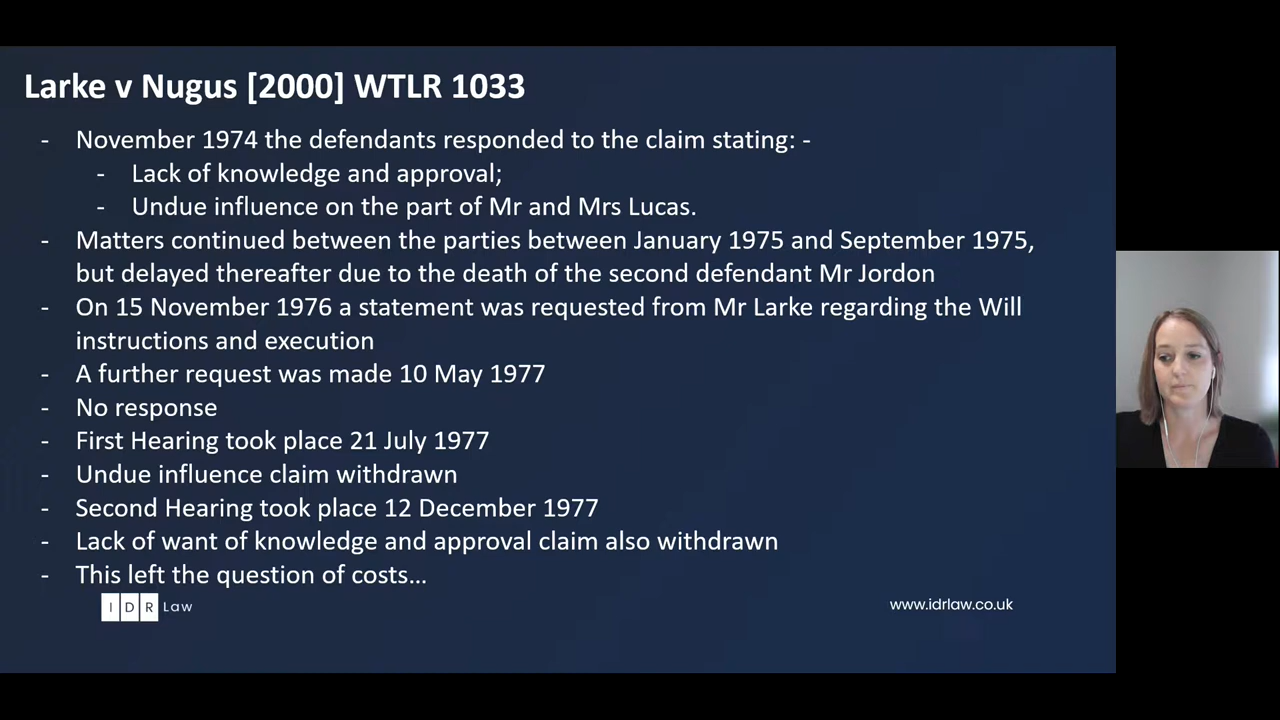 Larke v Nugus [2000] WTLR 1033
- November 1974 the defendants responded to the claim stating: -
- Lack of knowledge and approval;
- Undue influence on the part of Mr and Mrs Lucas.
- Matters continued between the parties between January 1975 and September 1975,
but delayed thereafter due to the death of the second defendant Mr Jordon
- On 15 November 1976 a statement was requested from Mr Larke regarding the Will
instructions and execution
- A further request was made 10 May 1977
- No response
- First Hearing took place 21 July 1977
- Undue influence claim withdrawn
- Second Hearing took place 12 December 1977
- Lack of want of knowledge and approval claim also withdrawn
- This left the question of costs…
IDR Law
www.idrlaw.co.uk